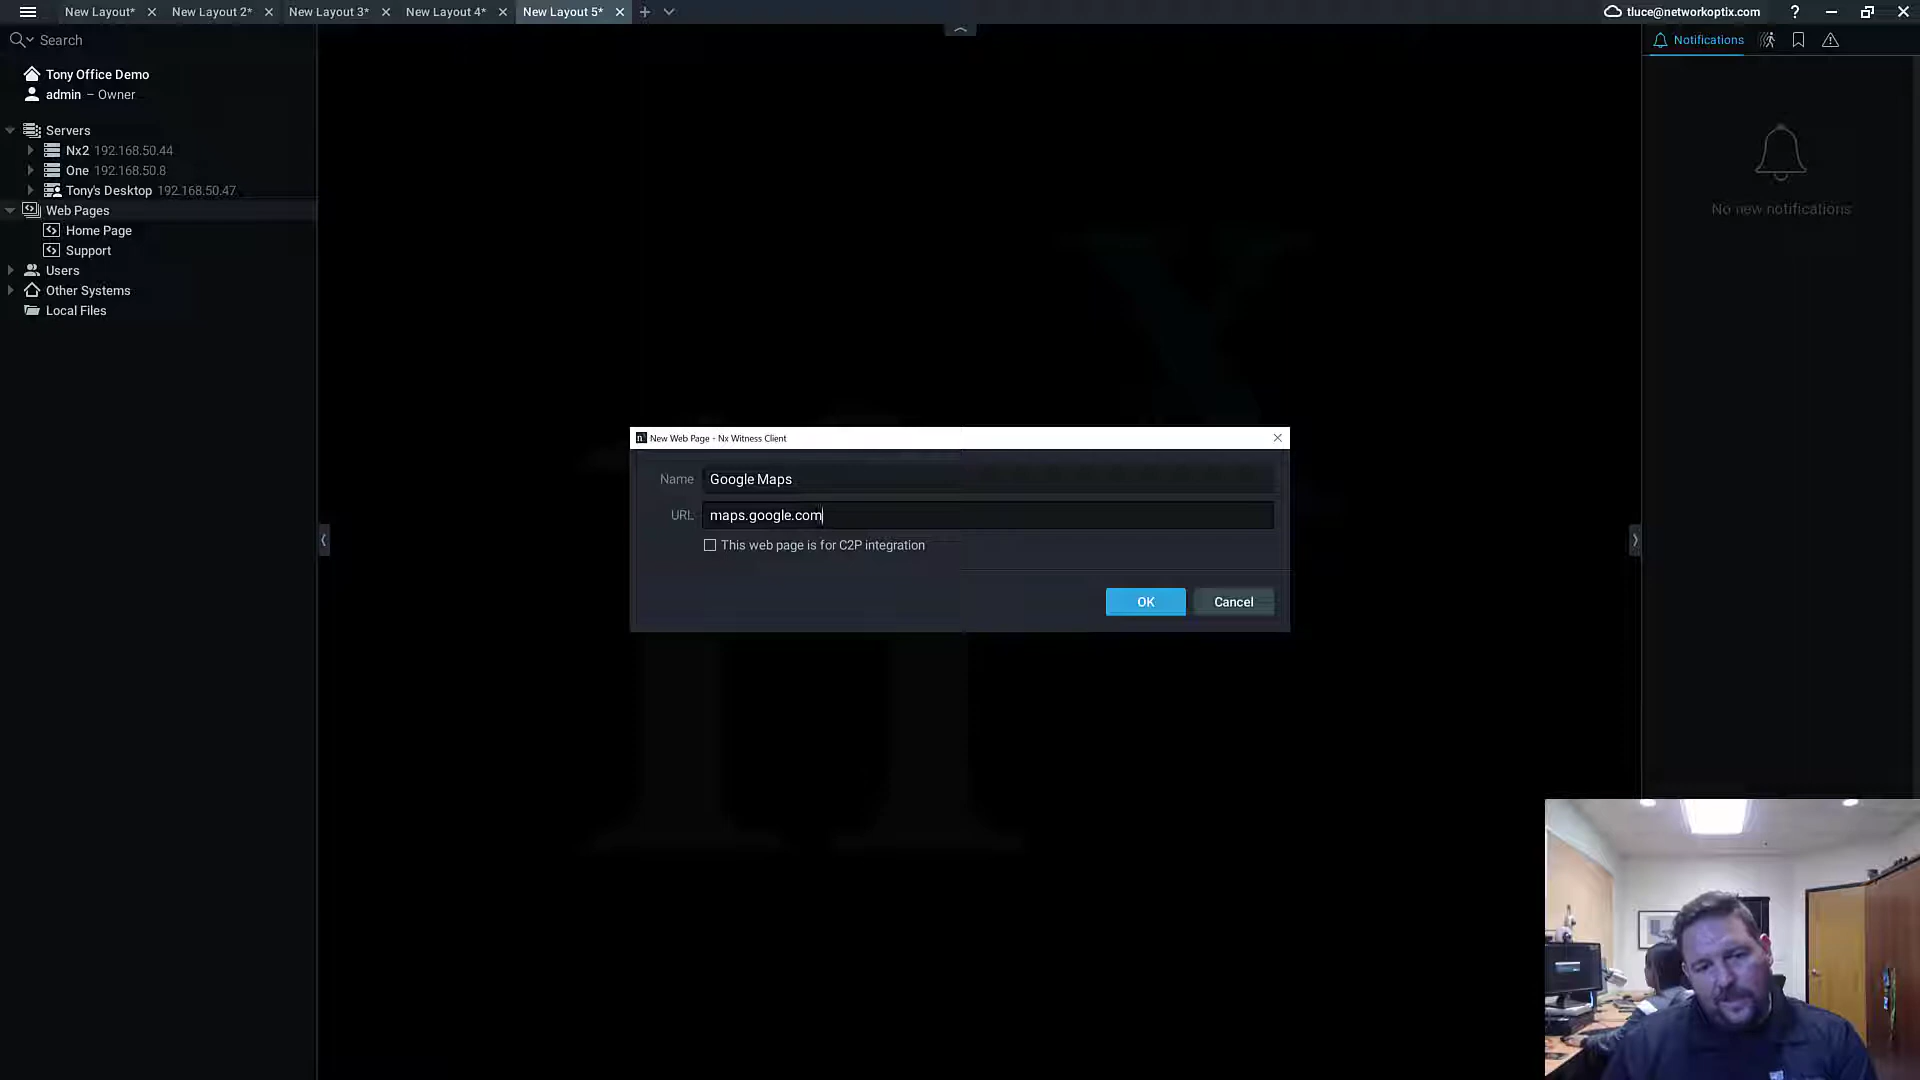 New Layout* New Layout 2* New Layout 3* New Layout 4* New Layout 5* tluce@networkoptix.com ?
Search
Notifications
Tony Office Demo
admin – Owner
Servers
Nx2 192.168.50.44
One 192.168.50.8
Tony's Desktop 192.168.50.47
Web Pages
Home Page
Support
Users
Other Systems
Local Files
No new notifications
New Web Page - Nx Witness Client
Name Google Maps
URL maps.google.com
This web page is for C2P integration
OK Cancel